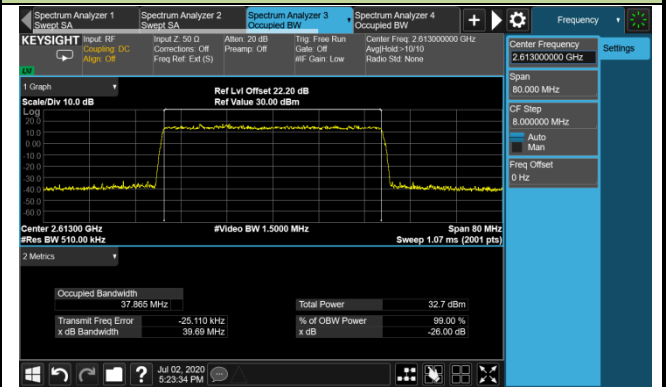 Spectrum Analyzer 1
Swept SA
Spectrum Analyzer 2
Swept SA
Spectrum Analyzer 3
Occupied BW
Spectrum Analyzer 4
Occupied BW
+
Frequency
KEYSIGHT
Input: RF
Coupling: DC
Align: Off
Input Z: 50 Ω
Corrections: Off
Freq Ref: Ext (S)
Atten: 20 dB
Preamp: Off
Trig: Free Run
Gate: Off
#IF Gain: Low
Center Freq: 2.613000000 GHz
Avg|Hold:>10/10
Radio Std: None
LV
Center Frequency
2.613000000 GHz
Settings
Span
80.000 MHz
CF Step
8.000000 MHz
Auto
Man
Freq Offset
0 Hz
1 Graph
Scale/Div 10.0 dB
Ref Lvl Offset 22.20 dB
Ref Value 30.00 dBm
Log
20.0
10.0
0.00
-10.0
-20.0
-30.0
-40.0
-50.0
-60.0
Center 2.61300 GHz
#Res BW 510.00 kHz
#Video BW 1.5000 MHz
Span 80 MHz
Sweep 1.07 ms (2001 pts)
2 Metrics
Occupied Bandwidth
37.865 MHz
Total Power 32.7 dBm
Transmit Freq Error -25.110 kHz
% of OBW Power 99.00 %
x dB Bandwidth 39.69 MHz
x dB -26.00 dB
?
Jul 02, 2020
5:23:34 PM